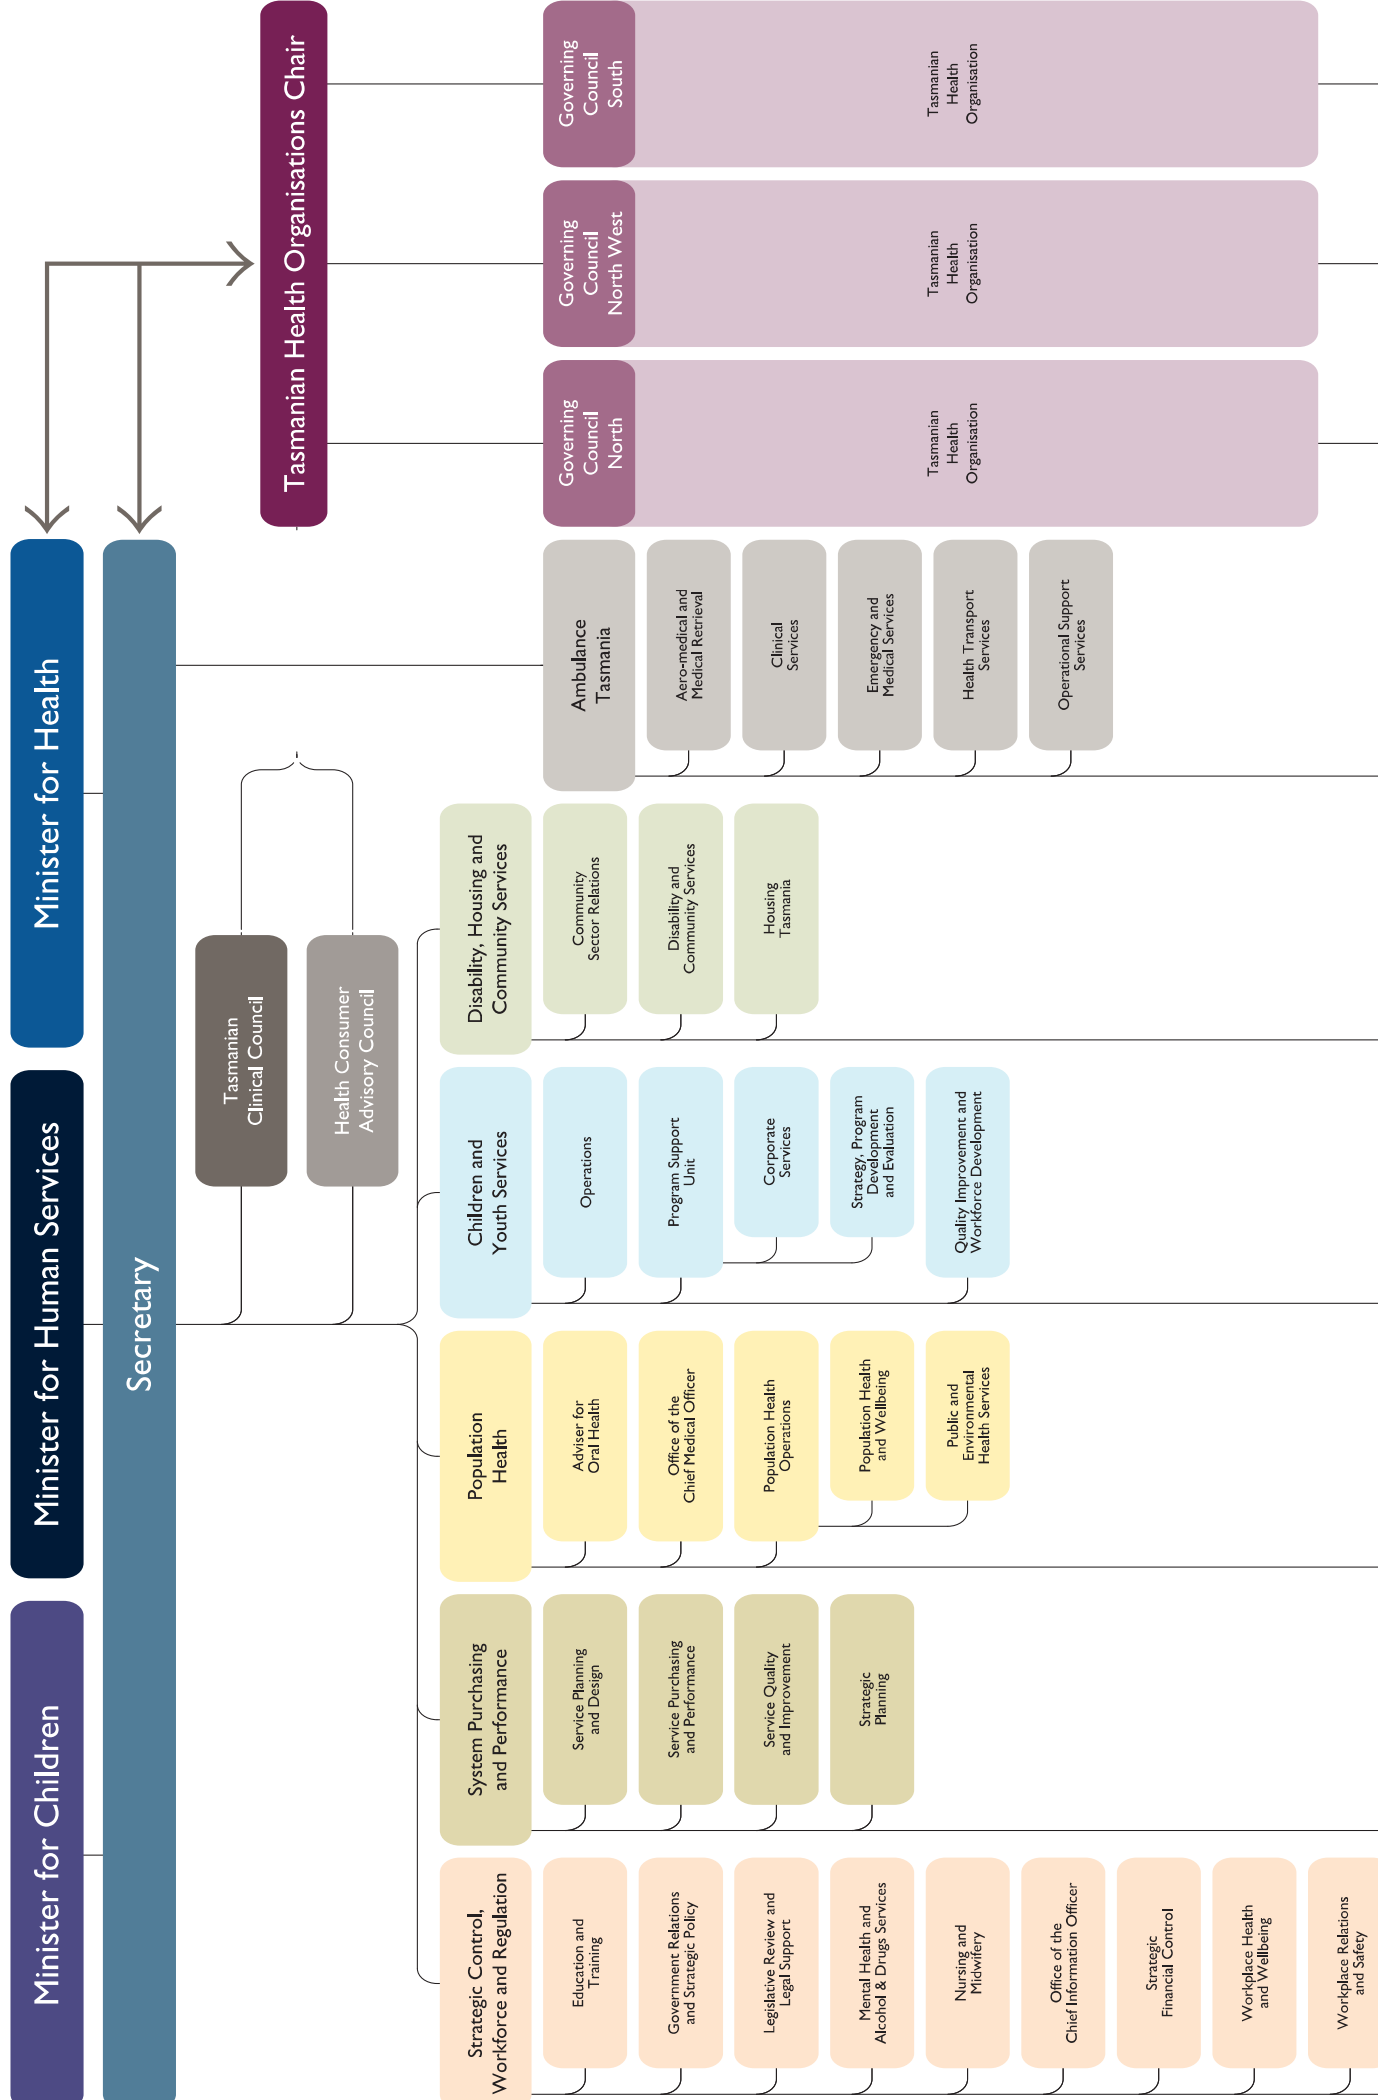 Minister for Children
Minister for Human Services
Minister for Health
Secretary
Tasmanian Health Organisations Chair
Tasmanian
Clinical Council
Health Consumer
Advisory Council
Strategic Control,
Workforce and Regulation
Education and
Training
Government Relations
and Strategic Policy
Legislative Review and
Legal Support
Mental Health and
Alcohol & Drugs Services
Nursing and
Midwifery
Office of the
Chief Information Officer
Strategic
Financial Control
Workplace Health
and Wellbeing
Workplace Relations
and Safety
System Purchasing
and Performance
Service Planning
and Design
Service Purchasing
and Performance
Service Quality
and Improvement
Strategic
Planning
Population
Health
Adviser for
Oral Health
Office of the
Chief Medical Officer
Population Health
Operations
Population Health
and Wellbeing
Public and
Environmental
Health Services
Children and
Youth Services
Operations
Program Support
Unit
Corporate
Services
Strategy, Program
Development
and Evaluation
Quality Improvement and
Workforce Development
Disability, Housing and
Community Services
Community
Sector Relations
Disability and
Community Services
Housing
Tasmania
Ambulance
Tasmania
Aero-medical and
Medical Retrieval
Clinical
Services
Emergency and
Medical Services
Health Transport
Services
Operational Support
Services
Governing
Council
North
Tasmanian
Health
Organisation
Governing
Council
North West
Tasmanian
Health
Organisation
Governing
Council
South
Tasmanian
Health
Organisation